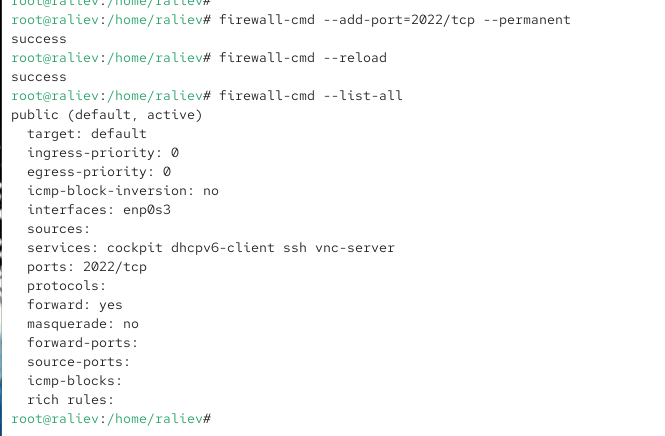 root@raliev:/home/raliev#
root@raliev:/home/raliev# firewall-cmd --add-port=2022/tcp --permanent
success
root@raliev:/home/raliev# firewall-cmd --reload
success
root@raliev:/home/raliev# firewall-cmd --list-all
public (default, active)
  target: default
  ingress-priority: 0
  egress-priority: 0
  icmp-block-inversion: no
  interfaces: enp0s3
  sources:
  services: cockpit dhcpv6-client ssh vnc-server
  ports: 2022/tcp
  protocols:
  forward: yes
  masquerade: no
  forward-ports:
  source-ports:
  icmp-blocks:
  rich rules:
root@raliev:/home/raliev#